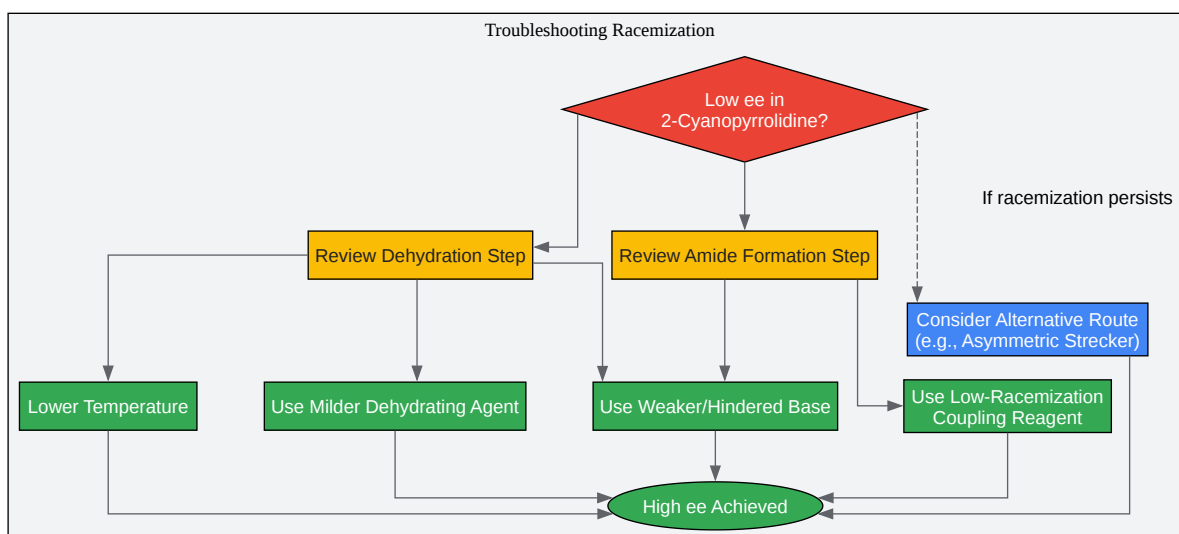 Troubleshooting Racemization
Low ee in
2-Cyanopyrrolidine?
If racemization persists
Review Dehydration Step
Review Amide Formation Step
Consider Alternative Route
(e.g., Asymmetric Strecker)
Lower Temperature
Use Milder Dehydrating Agent
Use Weaker/Hindered Base
Use Low-Racemization
Coupling Reagent
High ee Achieved